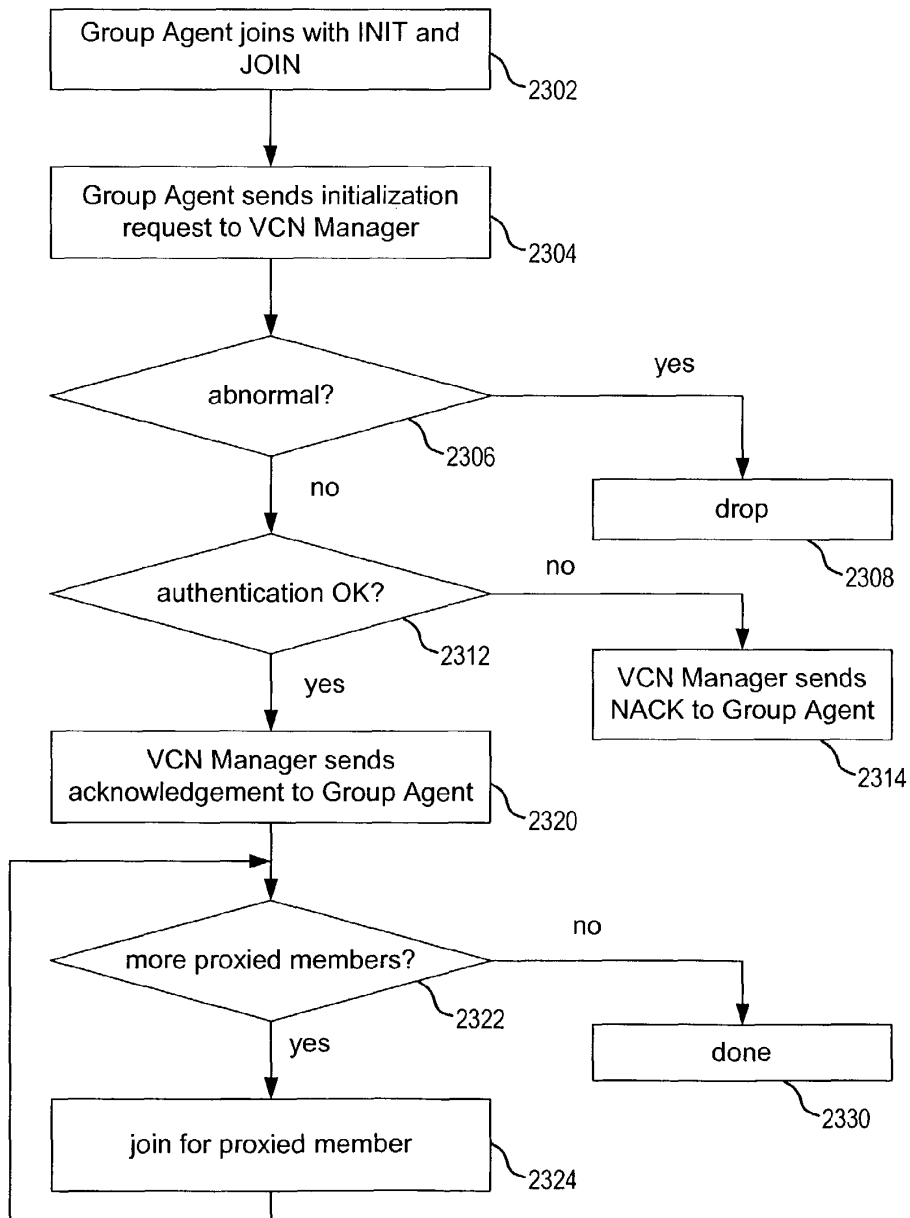 Group Agent joins with INIT and
JOIN
2302
Group Agent sends initialization
request to VCN Manager
2304
abnormal?
yes
2306
no
drop
2308
authentication OK?
no
2312
yes
VCN Manager sends
NACK to Group Agent
2314
VCN Manager sends
acknowledgement to Group Agent
2320
more proxied members?
no
2322
yes
done
2330
join for proxied member
2324